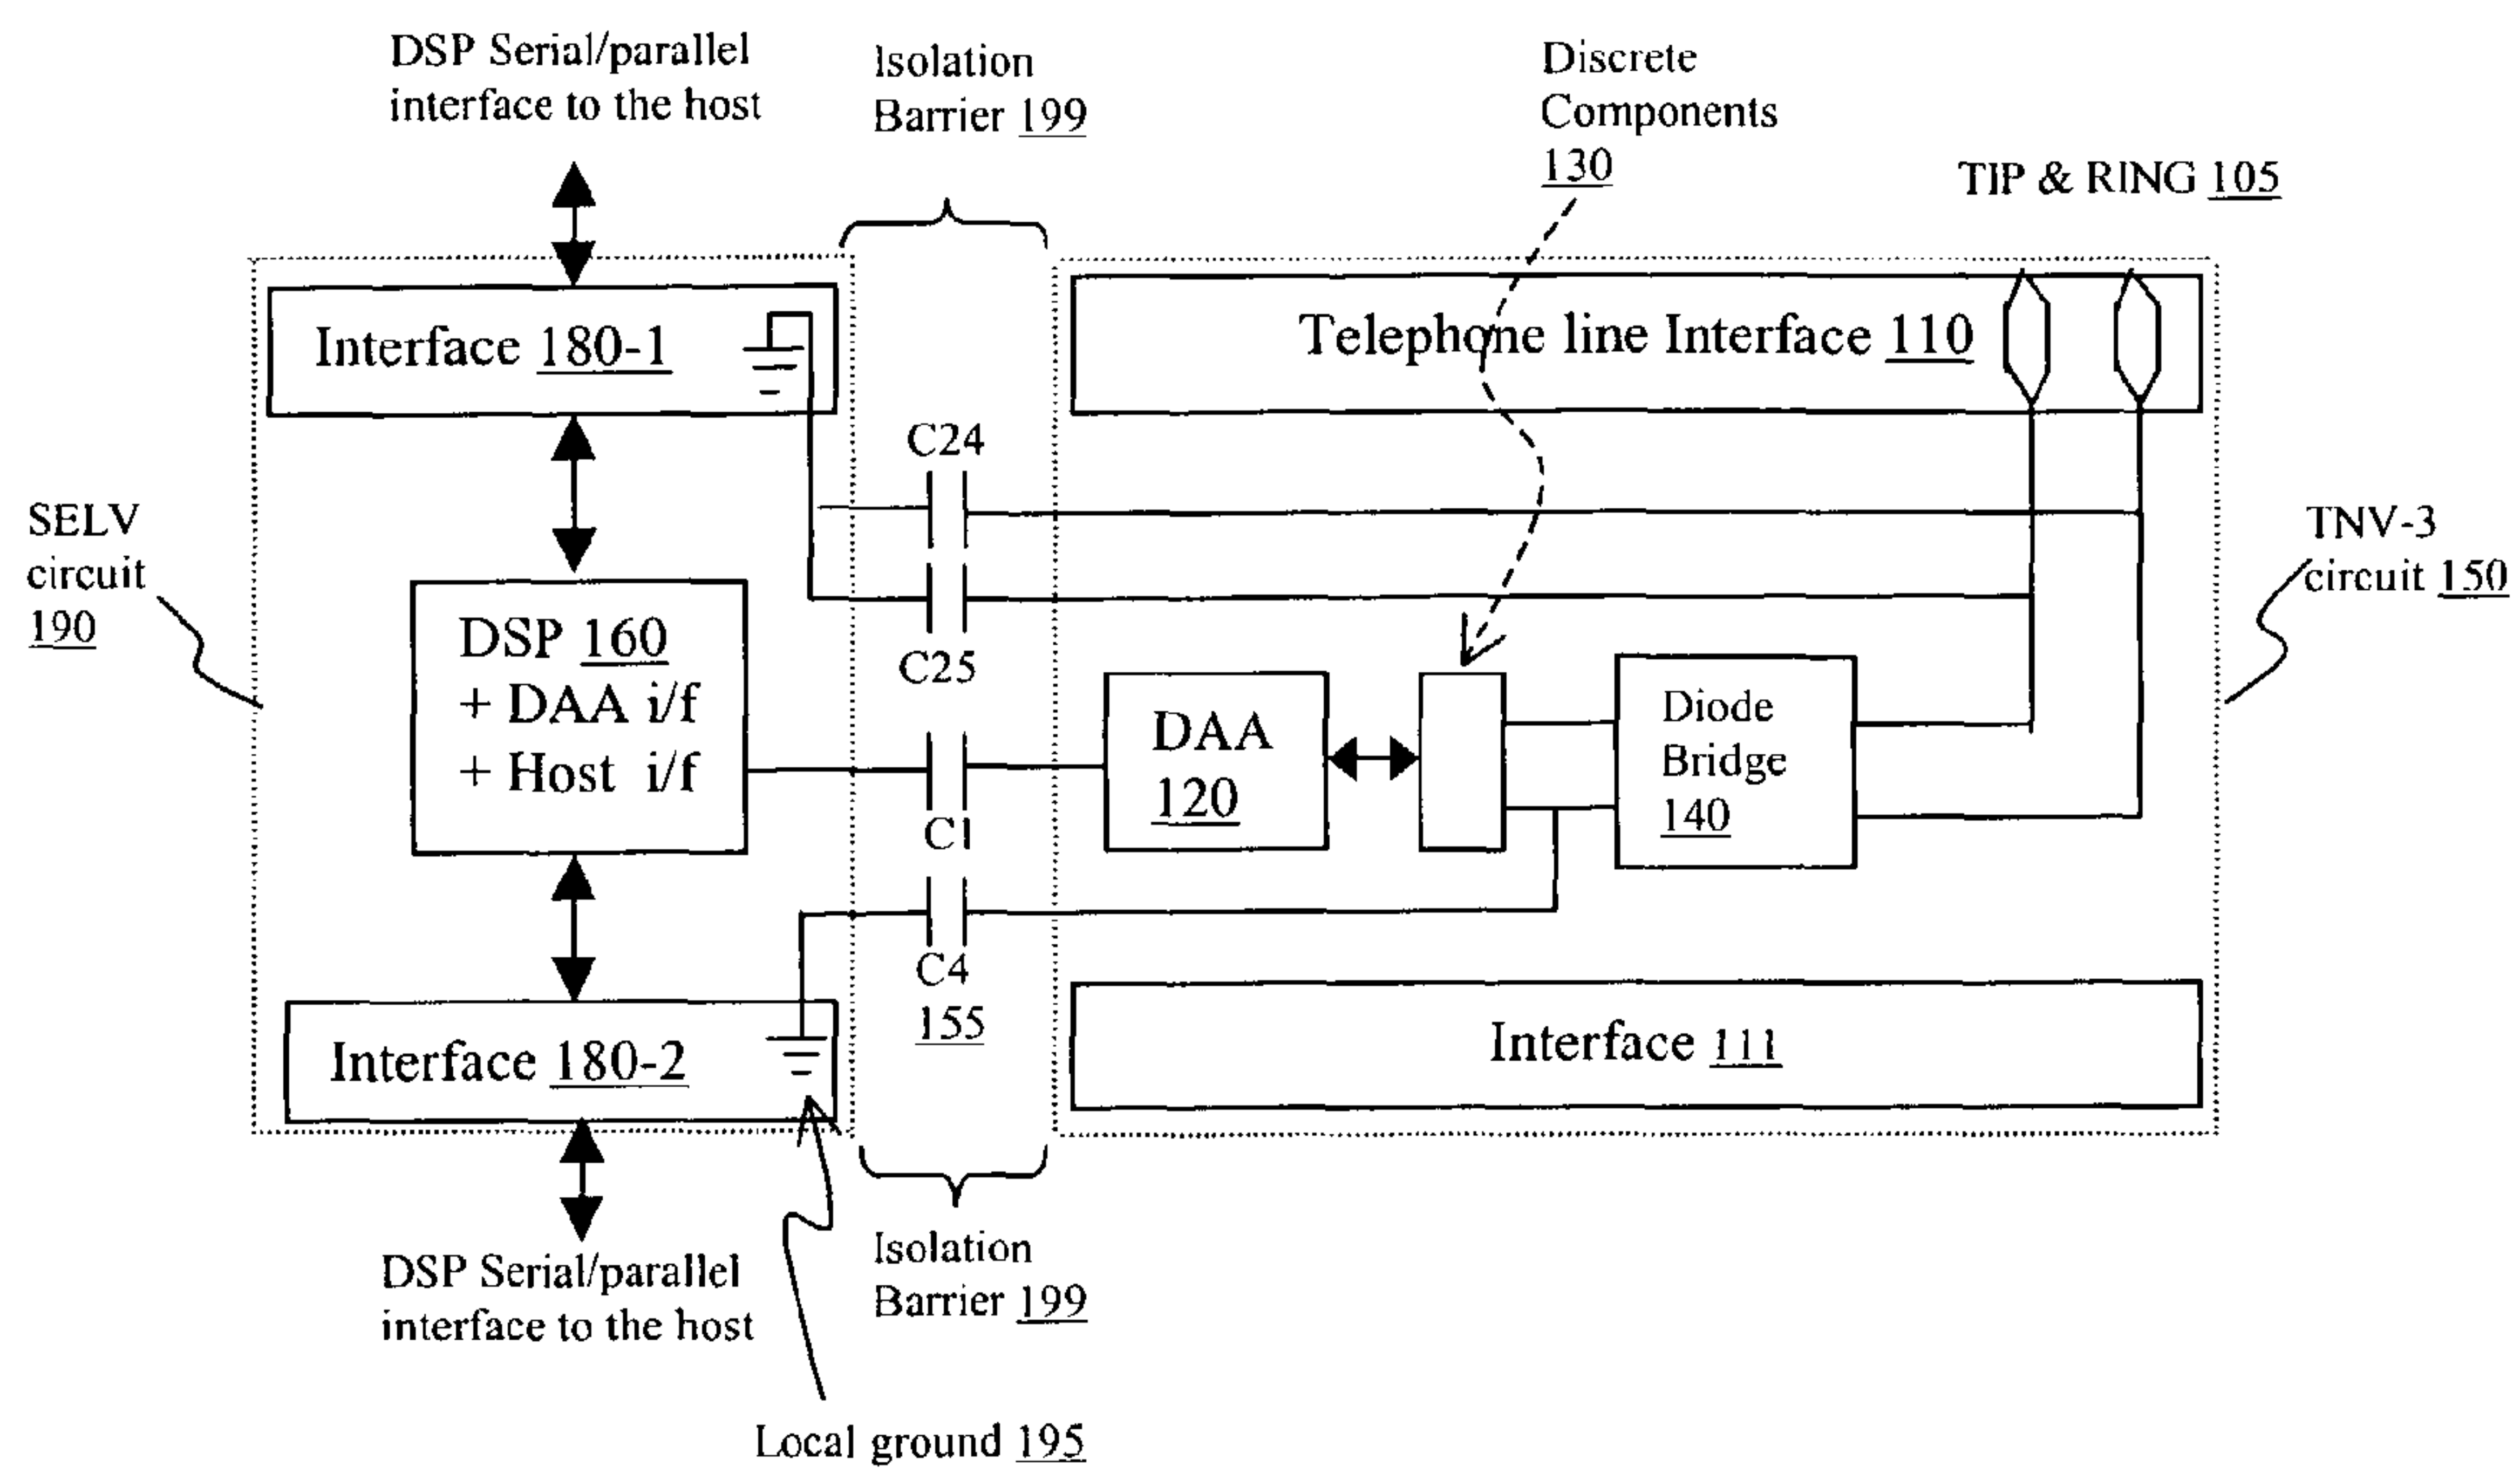 DSP Serial/parallel
interface to the host
Isolation
Barrier 199
Discrete
Components
130
TIP & RING 105
Interface 180-1
Telephone line Interface 110
C24
SELV
circuit
190
TNV-3
circuit 150
DSP 160
+ DAA i/f
+ Host i/f
C25
DAA
120
Diode
Bridge
140
C1
C4
155
Interface 180-2
Interface 111
DSP Serial/parallel
interface to the host
Isolation
Barrier 199
Local ground 195